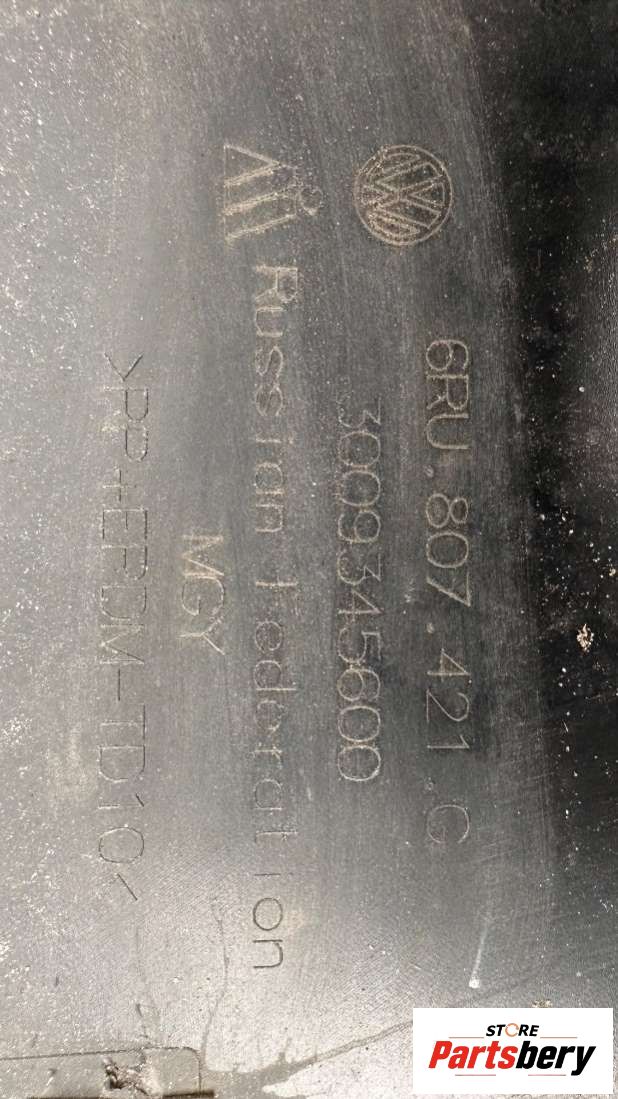 6RU.807.421.G
3009345600
Russian Federation
MGY
>PP+EPDM-TD10<
STORE
Partsbery